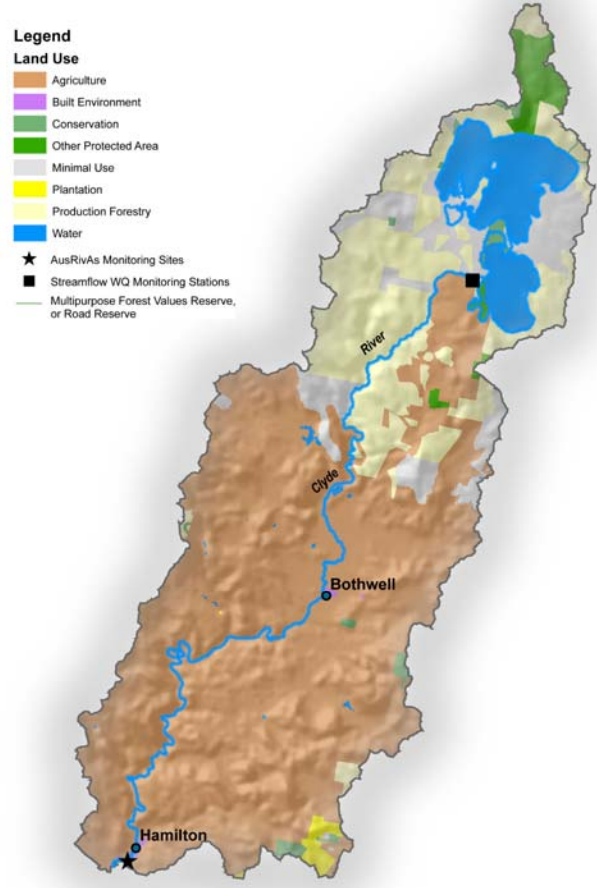 Legend
Land Use
Agriculture
Built Environment
Conservation
Other Protected Area
Minimal Use
Plantation
Production Forestry
Water
AusRivAs Monitoring Sites
Streamflow WQ Monitoring Stations
Multipurpose Forest Values Reserve,
or Road Reserve
River
Clyde
Bothwell
Hamilton